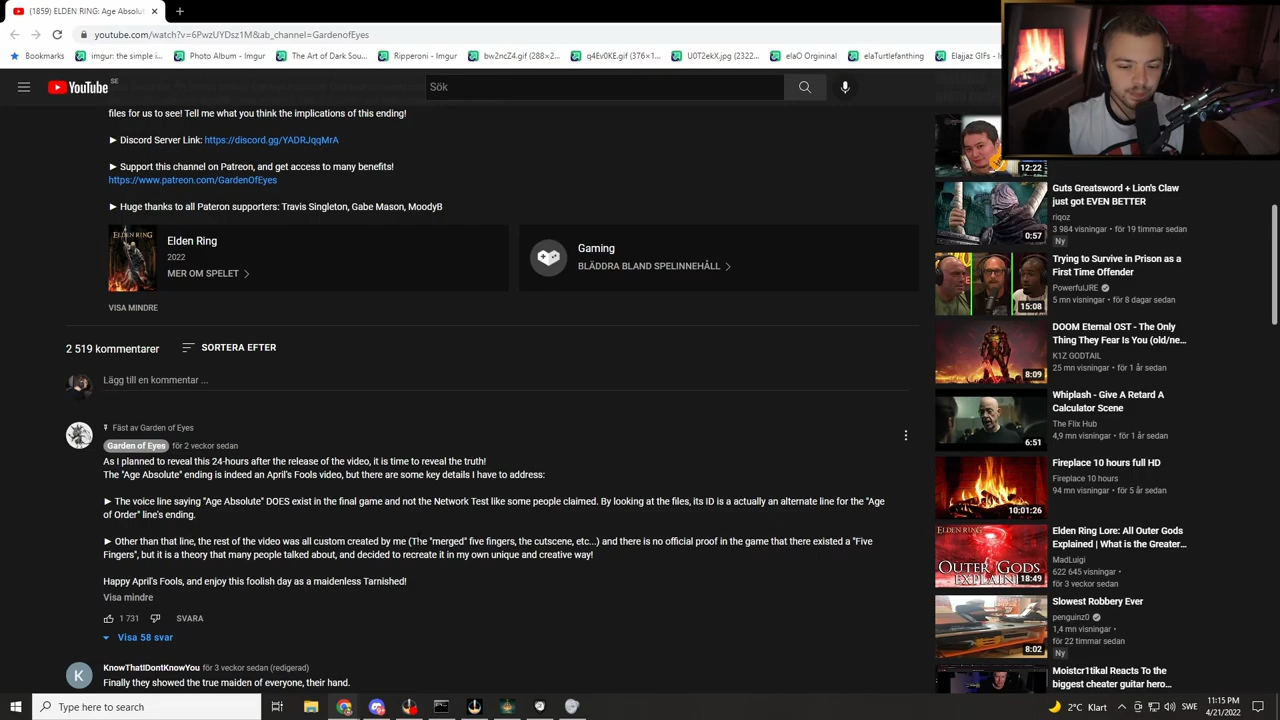 (1859) ELDEN RING: Age Absolut
youtube.com/watch?v=6PwzUYDsz1M&ab_channel=GardenofEyes
Bookmarks
imgur: the simple i...
Photo Album - Imgur
The Art of Dark Sou...
Ripperoni - Imgur
bw2ncZ4.gif (288×2...
q4Ev0KE.gif (376×1...
U0T2ekX.jpg (2322...
elaO Orgininal
elaTurtlefanthing
Elajjaz GIFs - Imgur
YouTube
SE
Sök
files for us to see! Tell me what you think the implications of this ending!
► Discord Server Link: https://discord.gg/YADRJqqMrA
► Support this channel on Patreon, and get access to many benefits!
https://www.patreon.com/GardenOfEyes
► Huge thanks to all Pateron supporters: Travis Singleton, Gabe Mason, MoodyB
ELDEN RING
Elden Ring
2022
MER OM SPELET
Gaming
BLÄDDRA BLAND SPELINNEHÅLL
VISA MINDRE
2 519 kommentarer
SORTERA EFTER
Lägg till en kommentar ...
Fäst av Garden of Eyes
Garden of Eyes för 2 veckor sedan
As I planned to reveal this 24-hours after the release of the video, it is time to reveal the truth!
The "Age Absolute" ending is indeed an April's Fools video, but there are some key details I have to address:
► The voice line saying "Age Absolute" DOES exist in the final game and not the Network Test like some people claimed. By looking at the files, its ID is a actually an alternate line for the "Age
of Order" line's ending.
► Other than that line, the rest of the video was all custom created by me (The "merged" five fingers, the cutscene, etc...) and there is no official proof in the game that there existed a "Five
Fingers", but it is a theory that many people talked about, and decided to recreate it in my own unique and creative way!
Happy April's Fools, and enjoy this foolish day as a maidenless Tarnished!
Visa mindre
1 731
SVARA
Visa 58 svar
K
KnowThatIDontKnowYou för 3 veckor sedan (redigerad)
Finally they showed the true maiden of everyone, their hand.
12:22
0:57
Guts Greatsword + Lion's Claw
just got EVEN BETTER
riqoz
3 984 visningar • för 19 timmar sedan
Ny
15:08
Trying to Survive in Prison as a
First Time Offender
PowerfulJRE
5 mn visningar • för 8 dagar sedan
8:09
DOOM Eternal OST - The Only
Thing They Fear Is You (old/ne...
K1Z GODTAIL
25 mn visningar • för 1 år sedan
6:51
Whiplash - Give A Retard A
Calculator Scene
The Flix Hub
4,9 mn visningar • för 1 år sedan
10:01:26
Fireplace 10 hours full HD
Fireplace 10 hours
94 mn visningar • för 5 år sedan
ELDEN RING
OUTER GODS
EXPLAINED
18:49
Elden Ring Lore: All Outer Gods
Explained | What is the Greater...
MadLuigi
622 645 visningar •
för 3 veckor sedan
8:02
Slowest Robbery Ever
penguinz0
1,4 mn visningar •
för 22 timmar sedan
Ny
Moistcr1tikal Reacts To the
biggest cheater guitar hero...
Type here to search
2°C Klart
SWE
11:15 PM
4/21/2022